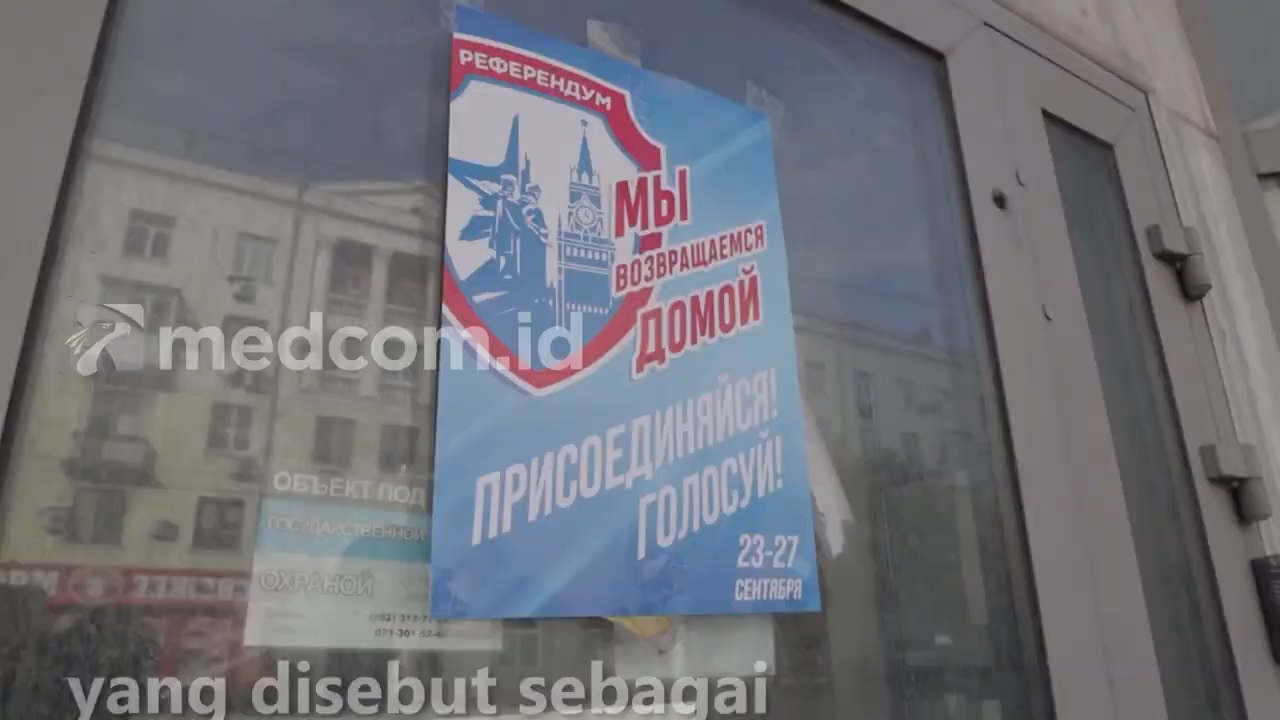 РЕФЕРЕНДУМ
МЫ
ВОЗВРАЩАЕМСЯ
ДОМОЙ
ПРИСОЕДИНЯЙСЯ!
ГОЛОСУЙ!
23-27
СЕНТЯБРЯ
medcom.id
ОБЪЕКТ ПОД
ГОСУДАРСТВЕННОЙ
ОХРАНОЙ
yang disebut sebagai